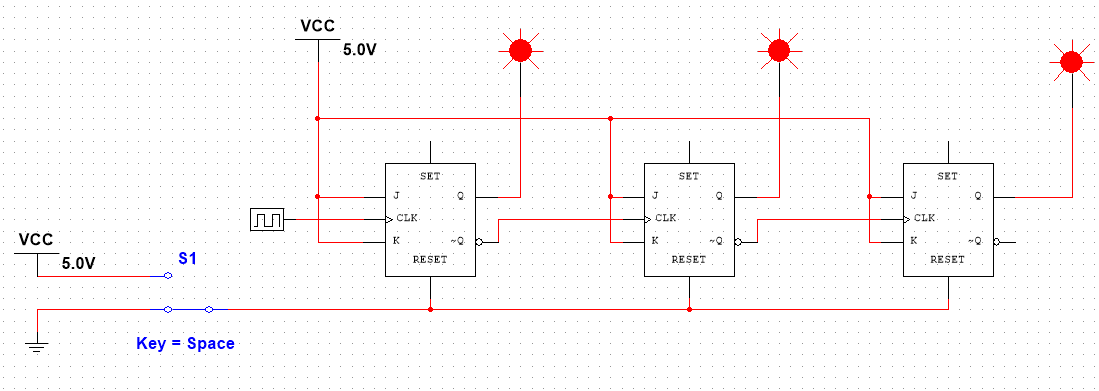 VCC
5.0V
SET
J
Q
CLK
K
~Q
RESET
SET
J
Q
CLK
K
~Q
RESET
SET
J
Q
CLK
K
~Q
RESET
VCC
5.0V
S1
Key = Space